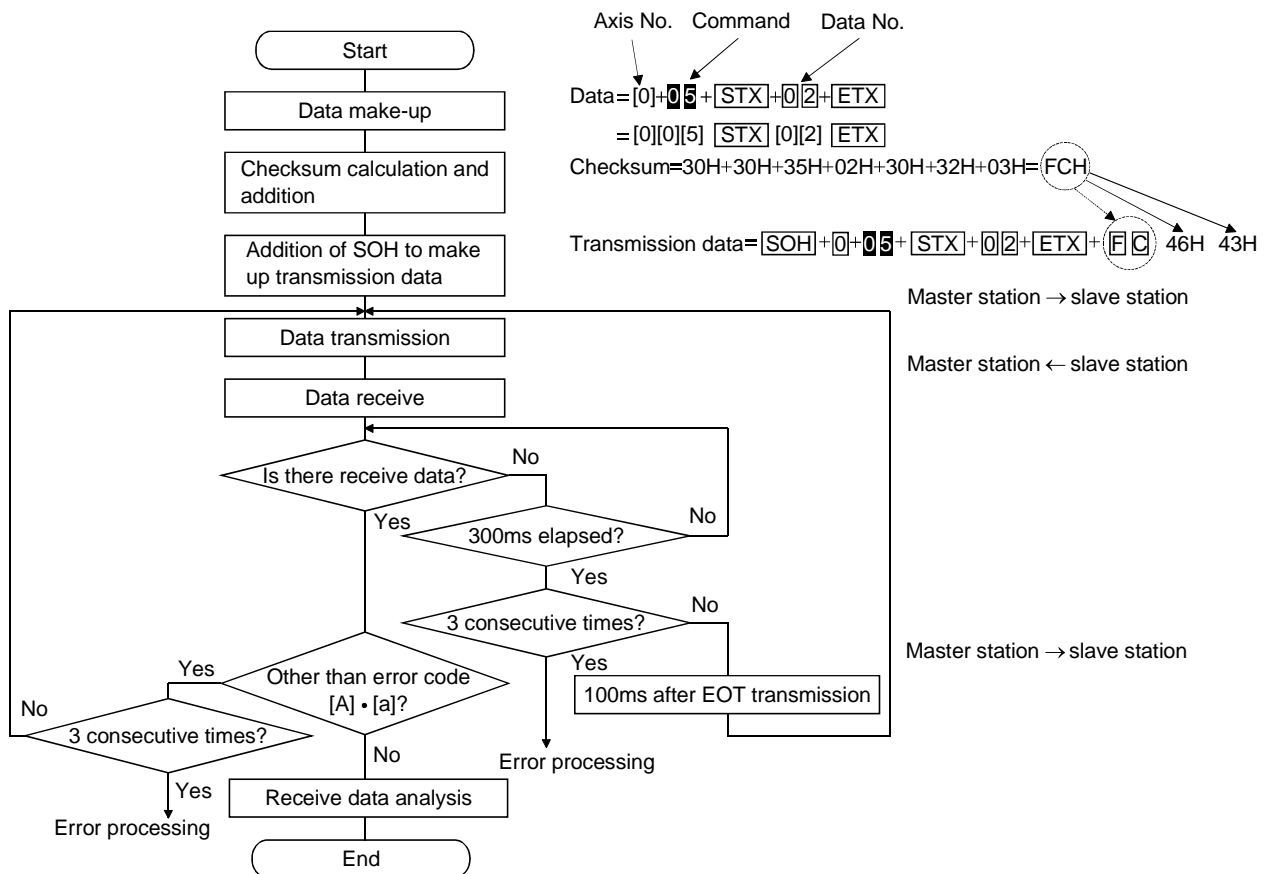 Start
Data make-up
Checksum calculation and
addition
Addition of SOH to make
up transmission data
Data transmission
Data receive
Is there receive data?
No
Yes
300ms elapsed?
No
Yes
3 consecutive times?
No
Yes
100ms after EOT transmission
Error processing
Other than error code
[A] • [a]?
Yes
No
3 consecutive times?
No
Yes
Error processing
Receive data analysis
End
Axis No. Command Data No.
Data=[0]+05+STX+02+ETX
=[0][0][5] STX [0][2] ETX
Checksum=30H+30H+35H+02H+30H+32H+03H=FCH
Transmission data=SOH+0+05+STX+02+ETX+FC 46H 43H
Master station → slave station
Master station ← slave station
Master station → slave station